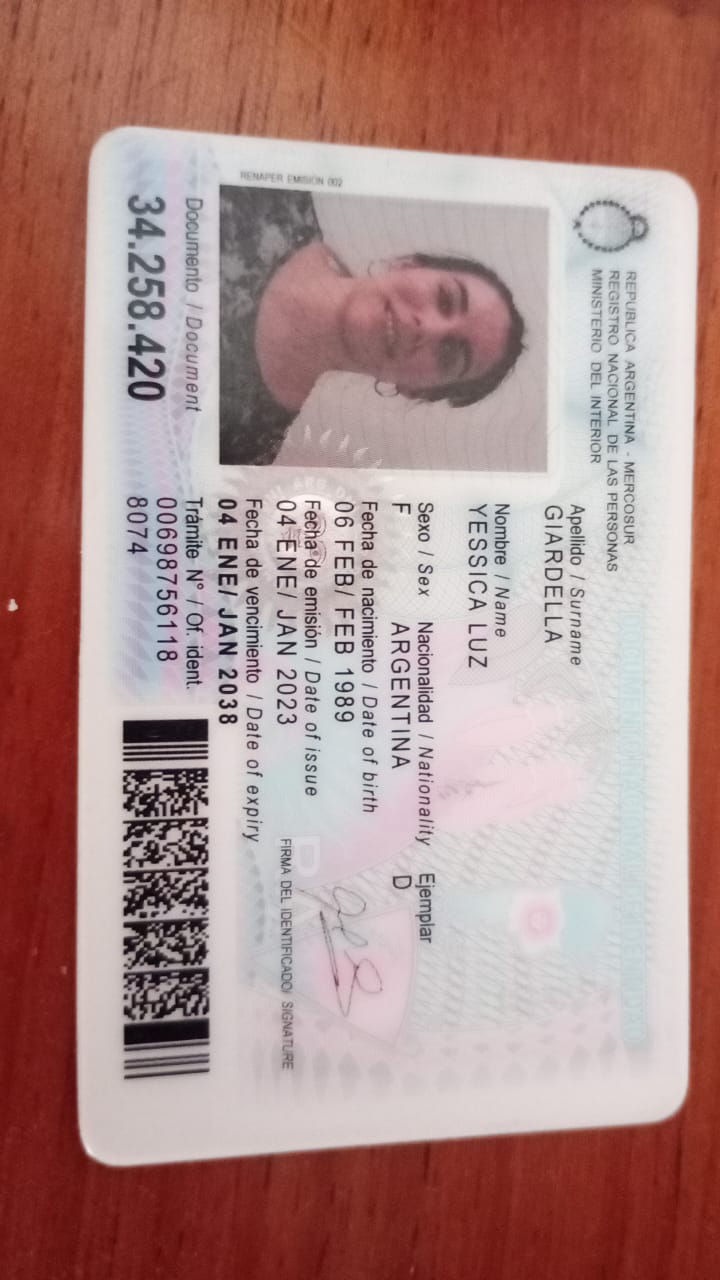 REPUBLICA ARGENTINA - MERCOSUR
REGISTRO NACIONAL DE LAS PERSONAS
MINISTERIO DEL INTERIOR
Apellido / Surname
GIARDELLA
Nombre / Name
YESSICA LUZ
Sexo / Sex Nacionalidad / Nationality Ejemplar
F ARGENTINA D
Fecha de nacimiento / Date of birth
06 FEB/ FEB 1989
Fecha de emisión / Date of issue
04 ENE/ JAN 2023
Fecha de vencimiento / Date of expiry
04 ENE/ JAN 2038
FIRMA DEL IDENTIFICADO/ SIGNATURE
RENAPER EMISION 002
Documento / Document
34.258.420
Trámite N° / Of. ident.
00698756118
8074